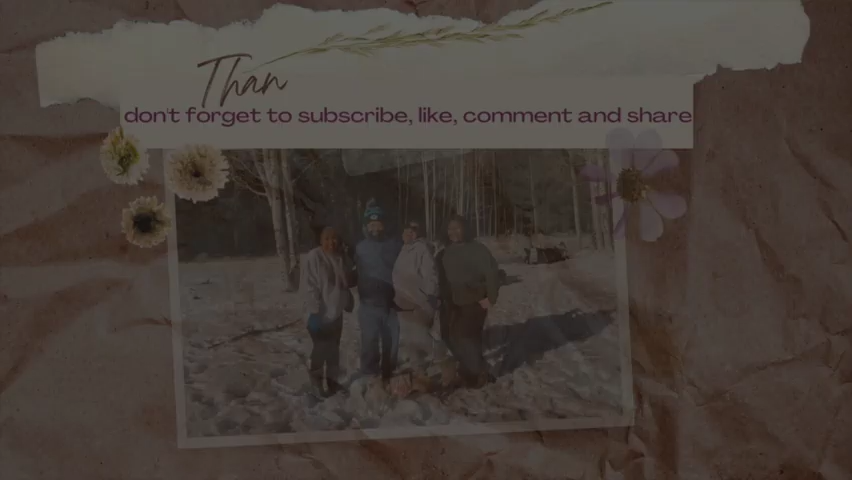 Than
don't forget to subscribe, like, comment and share